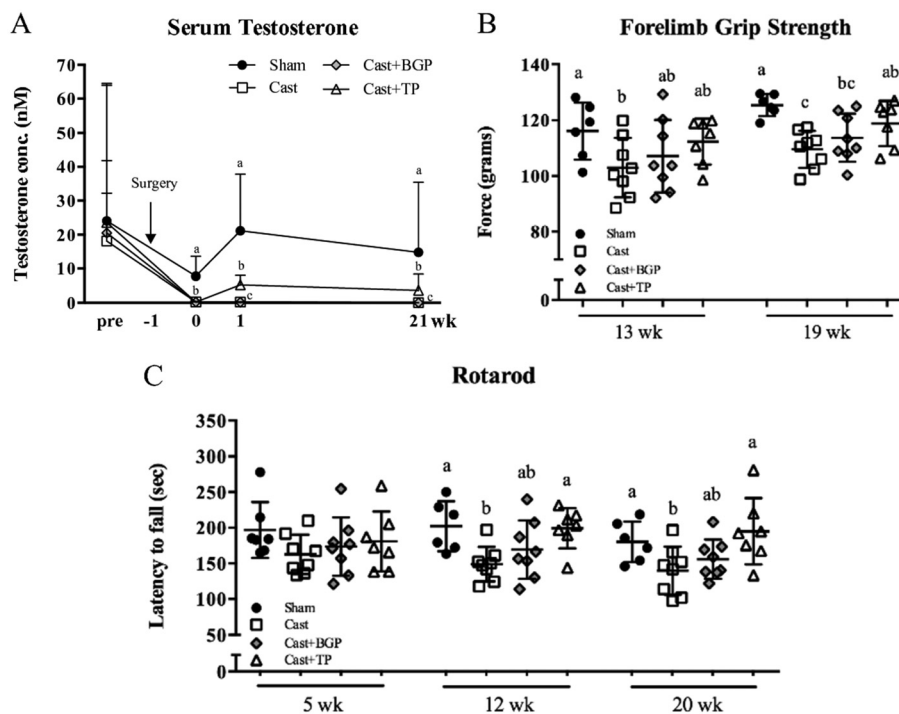 A
Serum Testosterone
Testosterone conc. (nM)
70
60
50
40
30
20
10
0
Sham
Cast
Cast+BGP
Cast+TP
Surgery
a
a
a
b
b
b
c
c
pre
-1
0
1
21 wk
B
Forelimb Grip Strength
Force (grams)
140
120
100
80
0
a
b
ab
ab
a
c
bc
ab
Sham
Cast
Cast+BGP
Cast+TP
13 wk
19 wk
C
Rotarod
Latency to fall (sec)
350
300
250
200
150
100
50
0
a
b
ab
a
a
b
ab
a
Sham
Cast
Cast+BGP
Cast+TP
5 wk
12 wk
20 wk